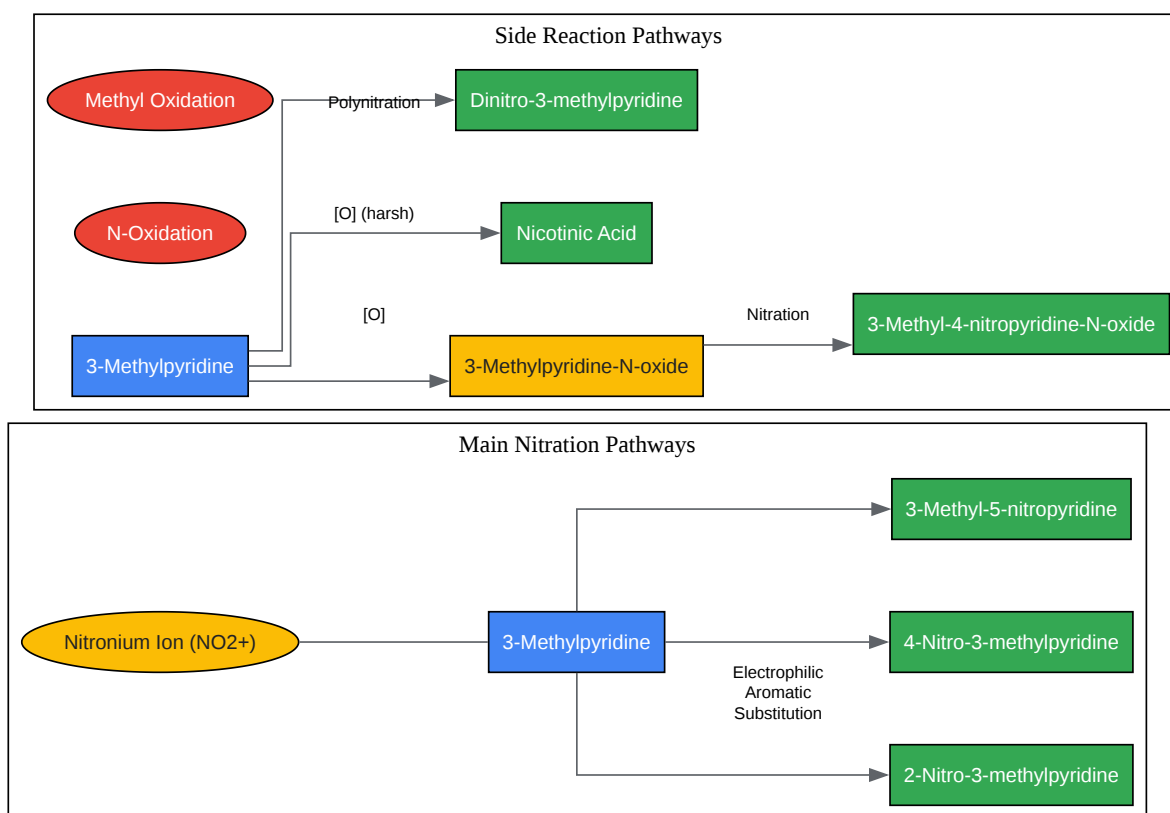 Side Reaction Pathways
Methyl Oxidation
Polynitration
Dinitro-3-methylpyridine
N-Oxidation
[O] (harsh)
Nicotinic Acid
3-Methylpyridine
[O]
3-Methylpyridine-N-oxide
Nitration
3-Methyl-4-nitropyridine-N-oxide
Main Nitration Pathways
3-Methyl-5-nitropyridine
Nitronium Ion (NO2+)
3-Methylpyridine
4-Nitro-3-methylpyridine
Electrophilic
Aromatic
Substitution
2-Nitro-3-methylpyridine